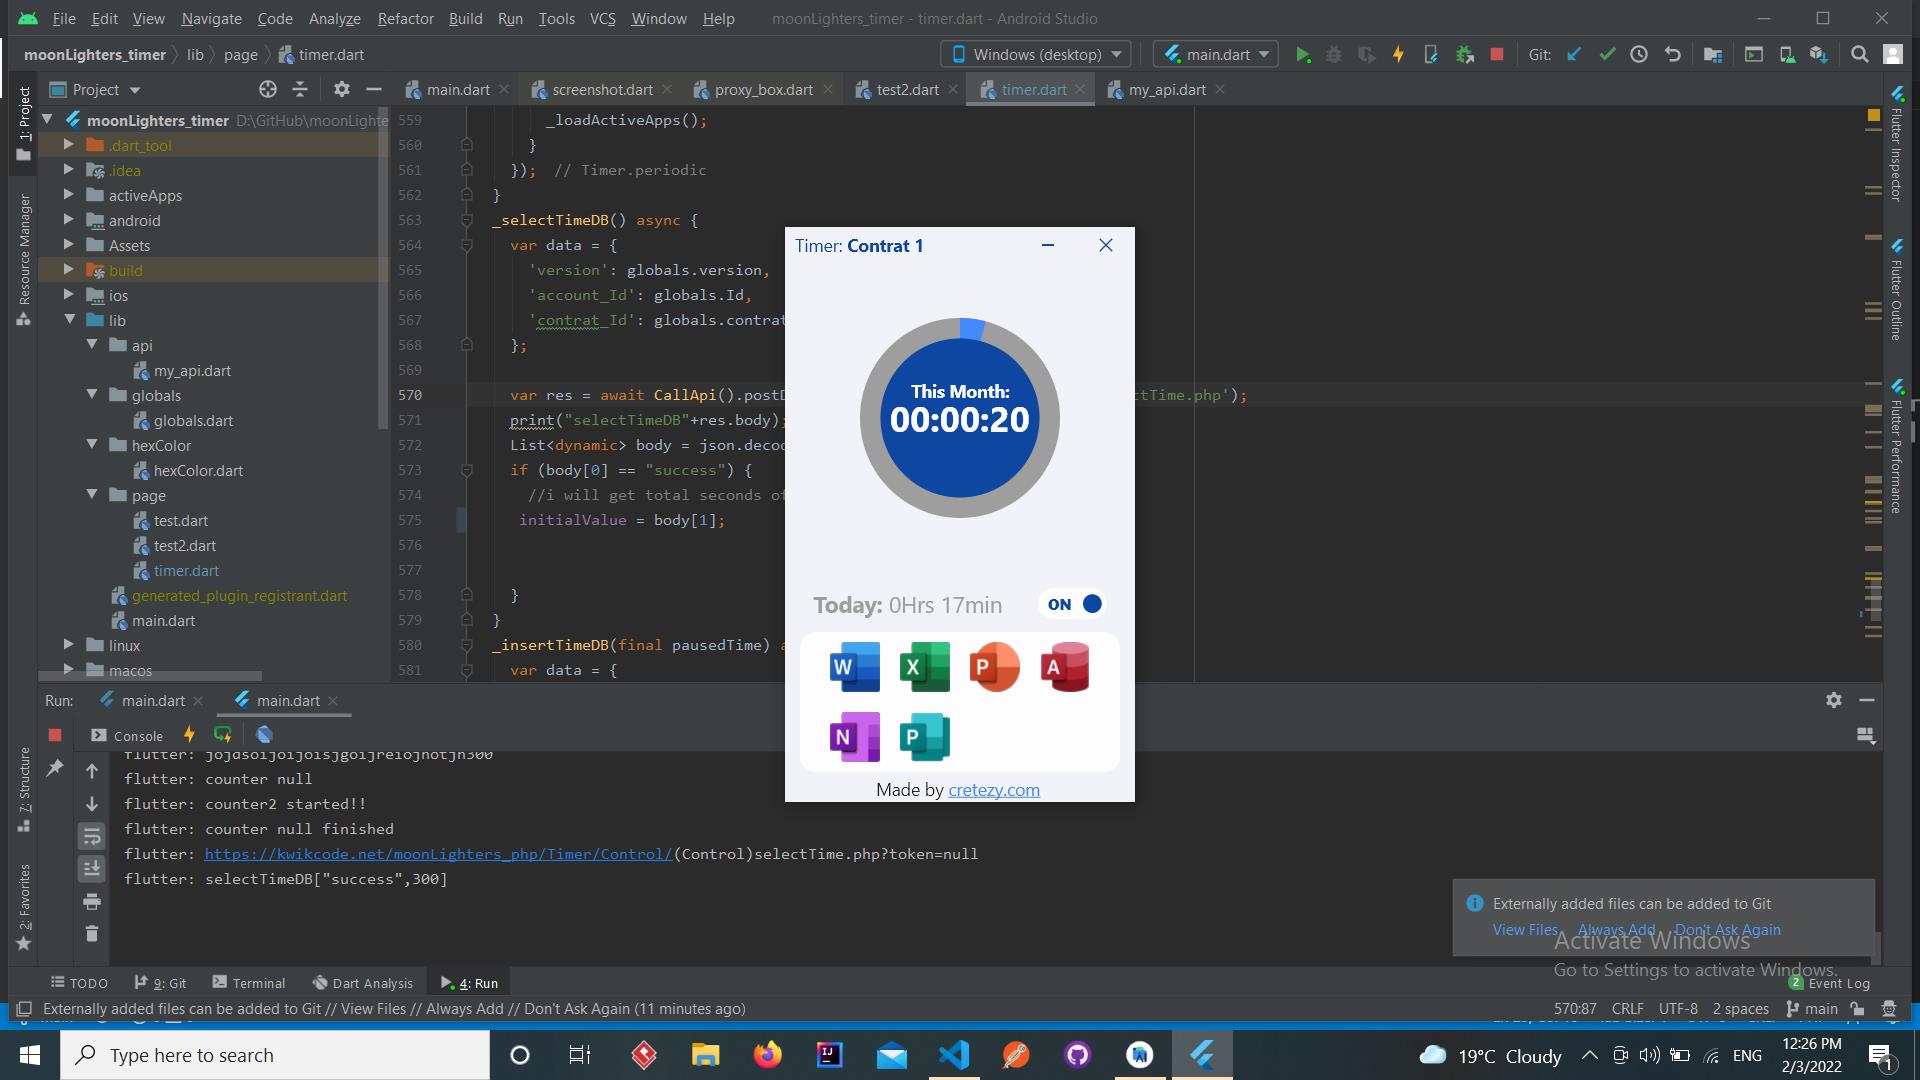 File Edit View Navigate Code Analyze Refactor Build Run Tools VCS Window Help moonLighters_timer - timer.dart - Android Studio
moonLighters_timer lib page timer.dart Windows (desktop) main.dart Git:
Project main.dart screenshot.dart proxy_box.dart test2.dart timer.dart my_api.dart
1: Project
Resource Manager
7: Structure
2: Favorites
moonLighters_timer D:\GitHub\moonLighte
.dart_tool
.idea
activeApps
android
Assets
build
ios
lib
api
my_api.dart
globals
globals.dart
hexColor
hexColor.dart
page
test.dart
test2.dart
timer.dart
generated_plugin_registrant.dart
main.dart
linux
macos
559 _loadActiveApps();
560 }
561 }); // Timer.periodic
562 }
563 _selectTimeDB() async {
564 var data = {
565 'version': globals.version,
566 'account_Id': globals.Id,
567 'contrat_Id': globals.contrat
568 };
569
570 var res = await CallApi().postD ctTime.php');
571 print("selectTimeDB"+res.body);
572 List<dynamic> body = json.deco
573 if (body[0] == "success") {
574 //i will get total seconds of
575 initialValue = body[1];
576
577
578 }
579 }
580 _insertTimeDB(final pausedTime) a
581 var data = {
Timer: Contrat 1
This Month:
00:00:20
Today: 0Hrs 17min ON
W X P A
N P
Made by cretezy.com
Flutter Inspector
Flutter Outline
Flutter Performance
Run: main.dart main.dart
Console
flutter: counter null
flutter: counter2 started!!
flutter: counter null finished
flutter: https://kwikcode.net/moonLighters_php/Timer/Control/(Control)selectTime.php?token=null
flutter: selectTimeDB["success",300]
Externally added files can be added to Git
View Files Always Add Don't Ask Again
Activate Windows
Go to Settings to activate Windows.
TODO 9: Git Terminal Dart Analysis 4: Run 2 Event Log
Externally added files can be added to Git // View Files // Always Add // Don't Ask Again (11 minutes ago) 570:87 CRLF UTF-8 2 spaces main
Type here to search IJ 19°C Cloudy ENG 12:26 PM
2/3/2022 1